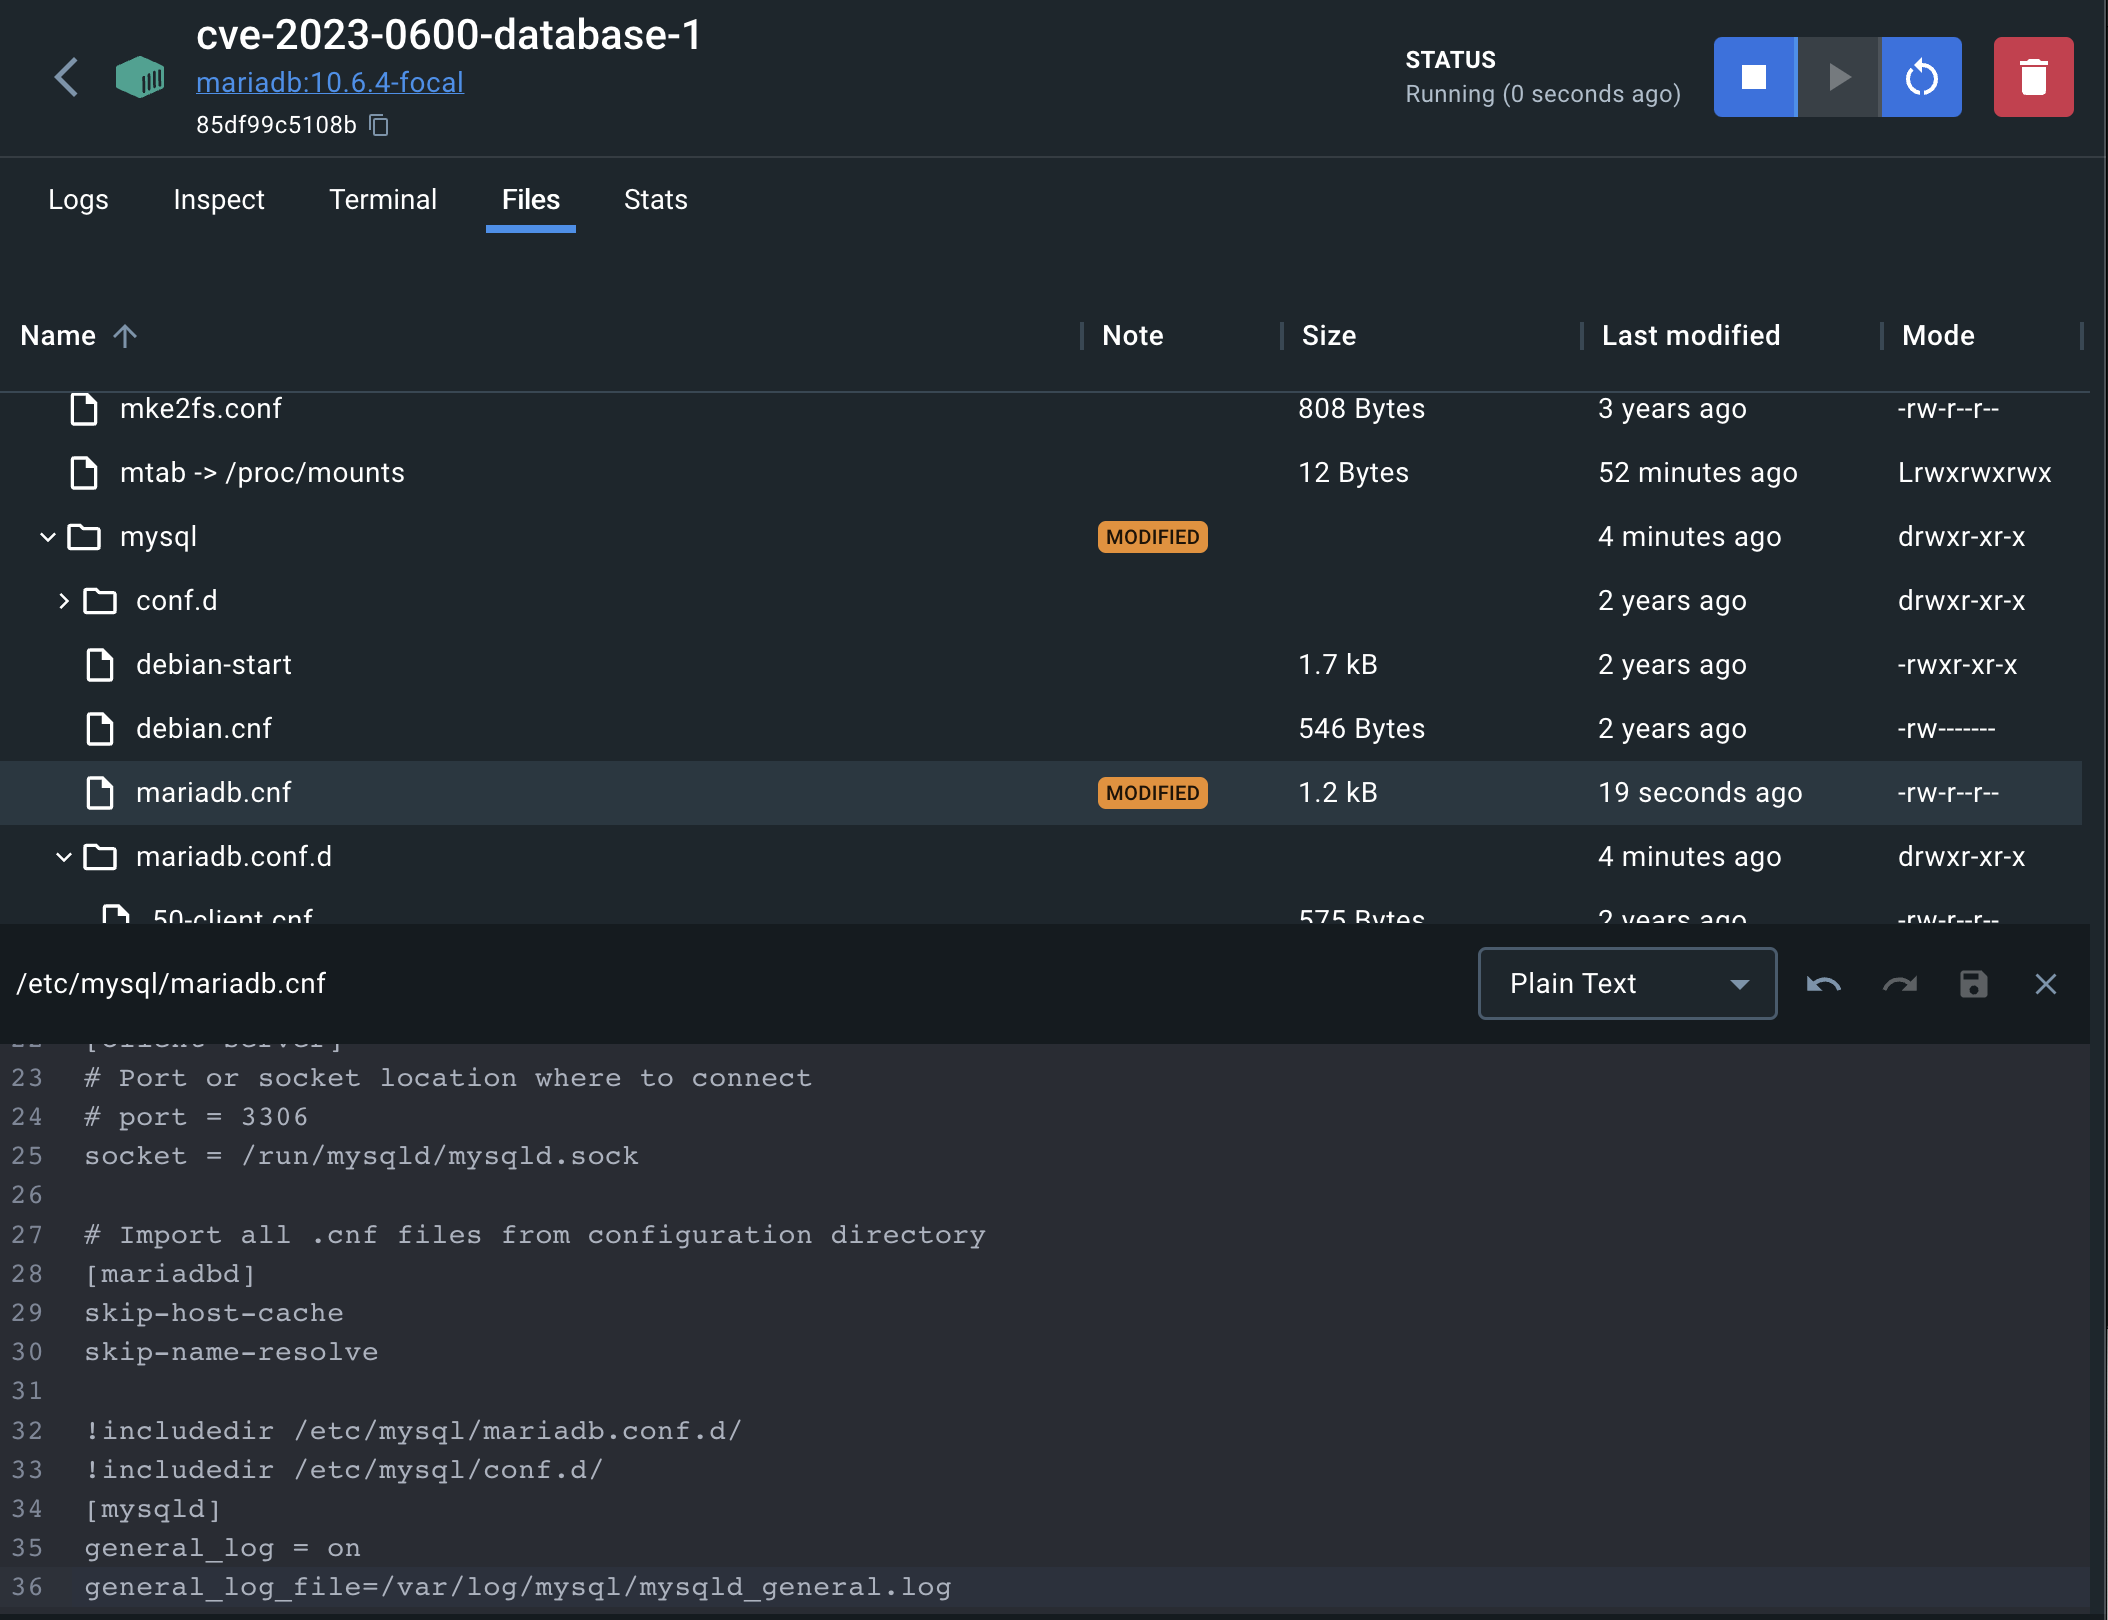 cve-2023-0600-database-1
mariadb:10.6.4-focal
85df99c5108b
STATUS
Running (0 seconds ago)
Logs Inspect Terminal Files Stats
Name Note Size Last modified Mode
mke2fs.conf 808 Bytes 3 years ago -rw-r--r--
mtab -> /proc/mounts 12 Bytes 52 minutes ago Lrwxrwxrwx
mysql MODIFIED 4 minutes ago drwxr-xr-x
conf.d 2 years ago drwxr-xr-x
debian-start 1.7 kB 2 years ago -rwxr-xr-x
debian.cnf 546 Bytes 2 years ago -rw-------
mariadb.cnf MODIFIED 1.2 kB 19 seconds ago -rw-r--r--
mariadb.conf.d 4 minutes ago drwxr-xr-x
50-client.cnf 575 Bytes 2 years ago -rw-r--r--
/etc/mysql/mariadb.cnf Plain Text
22
23 # Port or socket location where to connect
24 # port = 3306
25 socket = /run/mysqld/mysqld.sock
26
27 # Import all .cnf files from configuration directory
28 [mariadbd]
29 skip-host-cache
30 skip-name-resolve
31
32 !includedir /etc/mysql/mariadb.conf.d/
33 !includedir /etc/mysql/conf.d/
34 [mysqld]
35 general_log = on
36 general_log_file=/var/log/mysql/mysqld_general.log